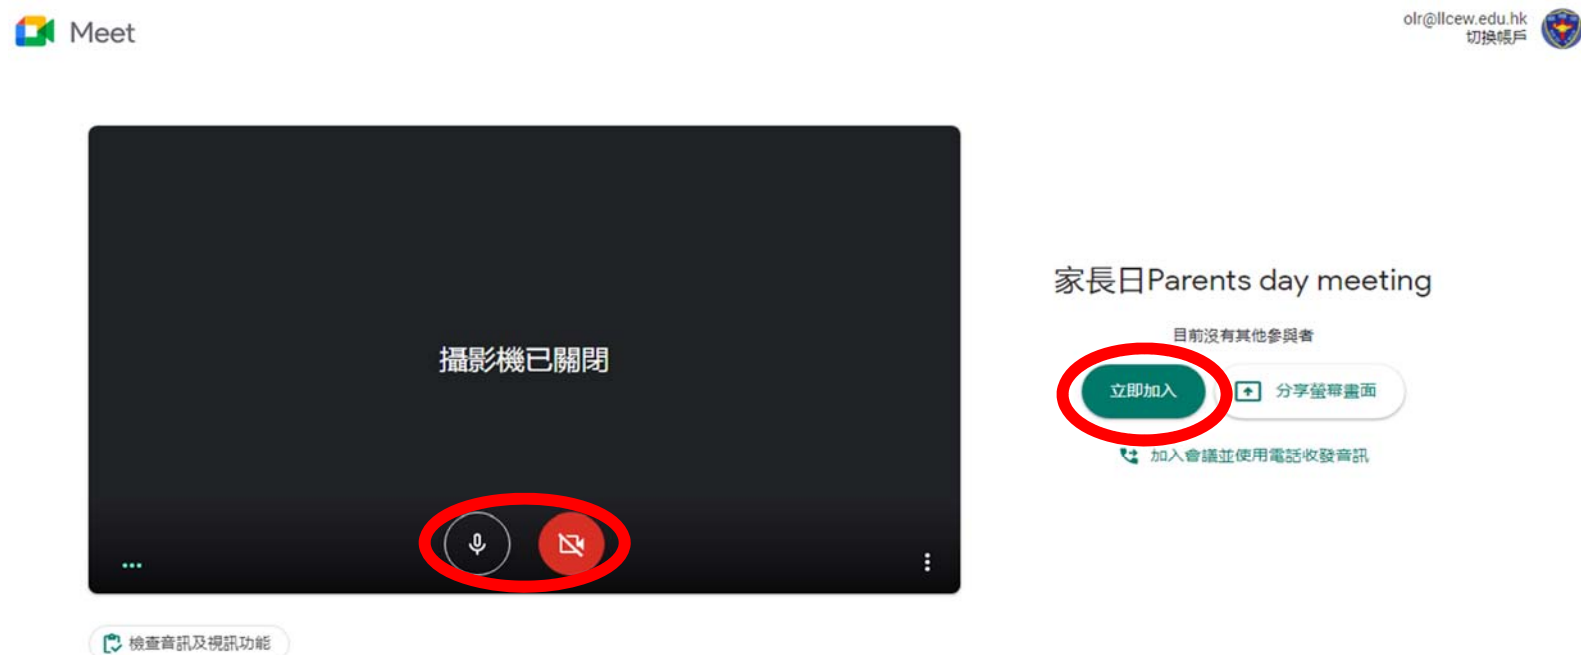 Meet
olr@llcew.edu.hk
切換帳戶
攝影機已關閉
家長日Parents day meeting
目前沒有其他參與者
立即加入
分享螢幕畫面
加入會議並使用電話收發音訊
檢查音訊及視訊功能